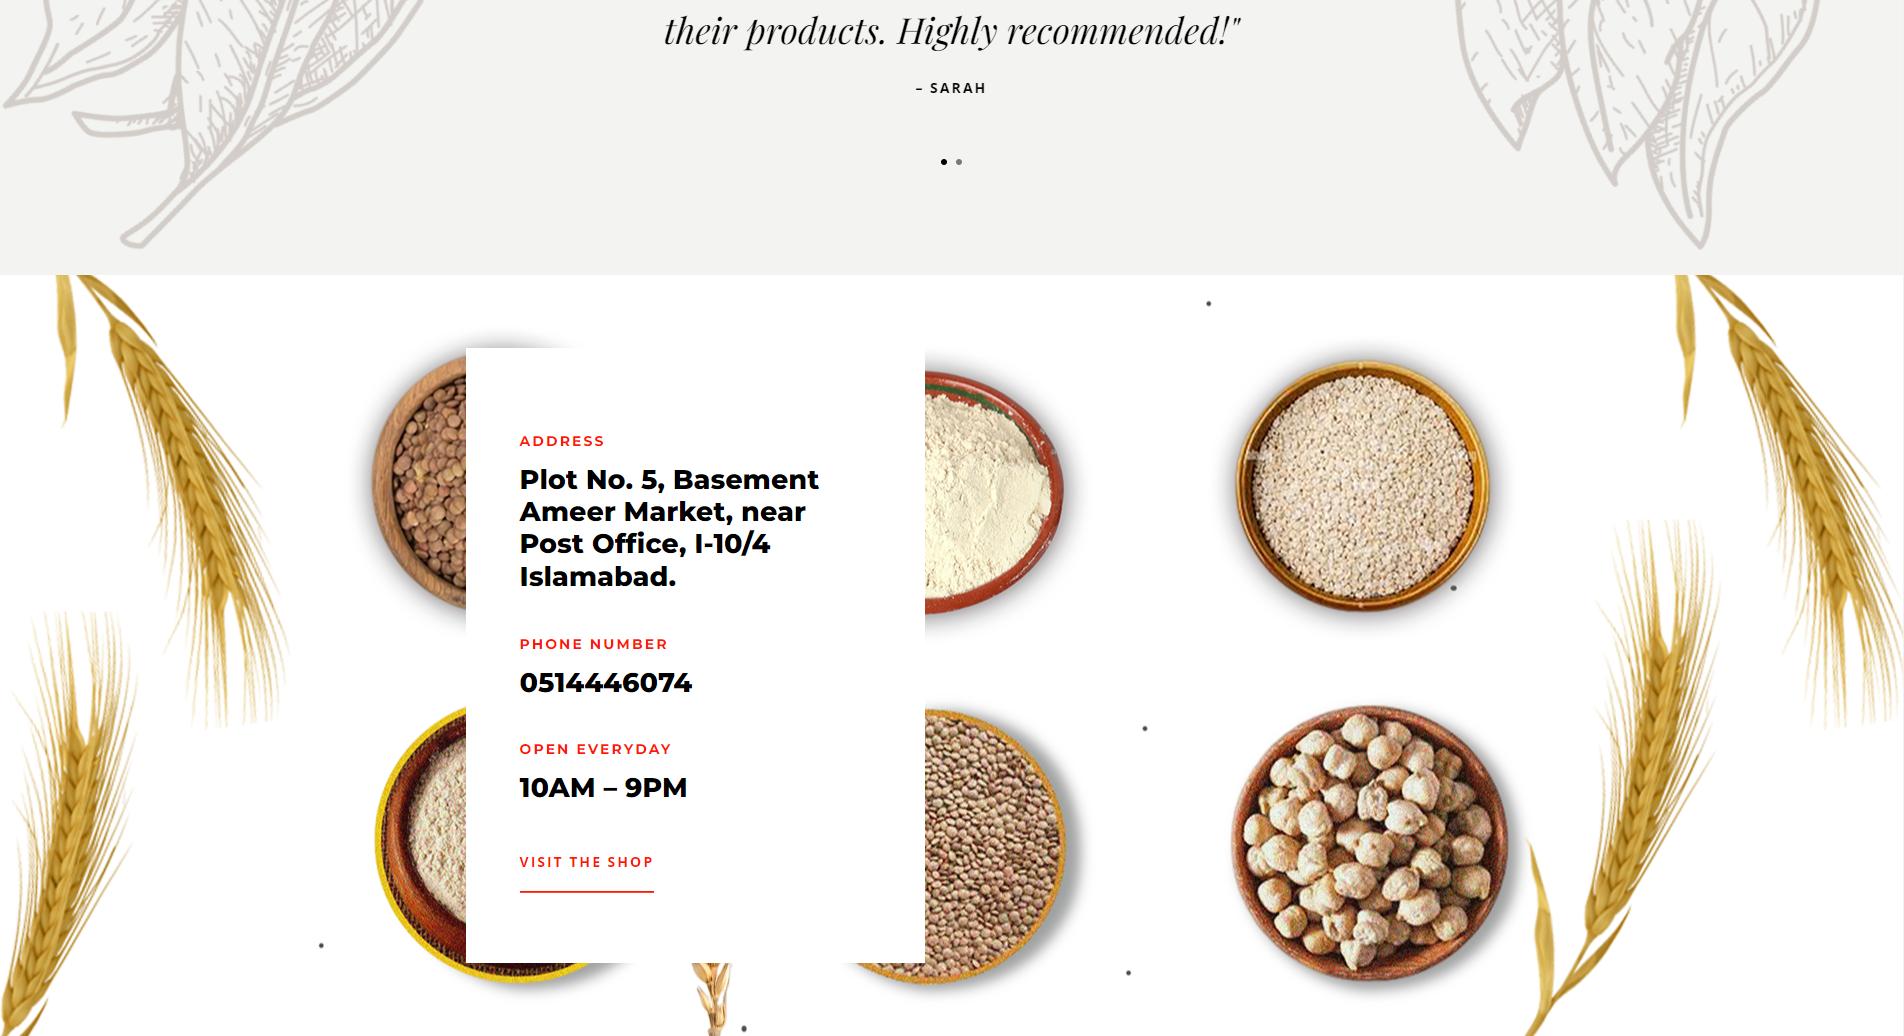 their products. Highly recommended!"
– SARAH
ADDRESS
Plot No. 5, Basement
Ameer Market, near
Post Office, I-10/4
Islamabad.
PHONE NUMBER
0514446074
OPEN EVERYDAY
10AM – 9PM
VISIT THE SHOP